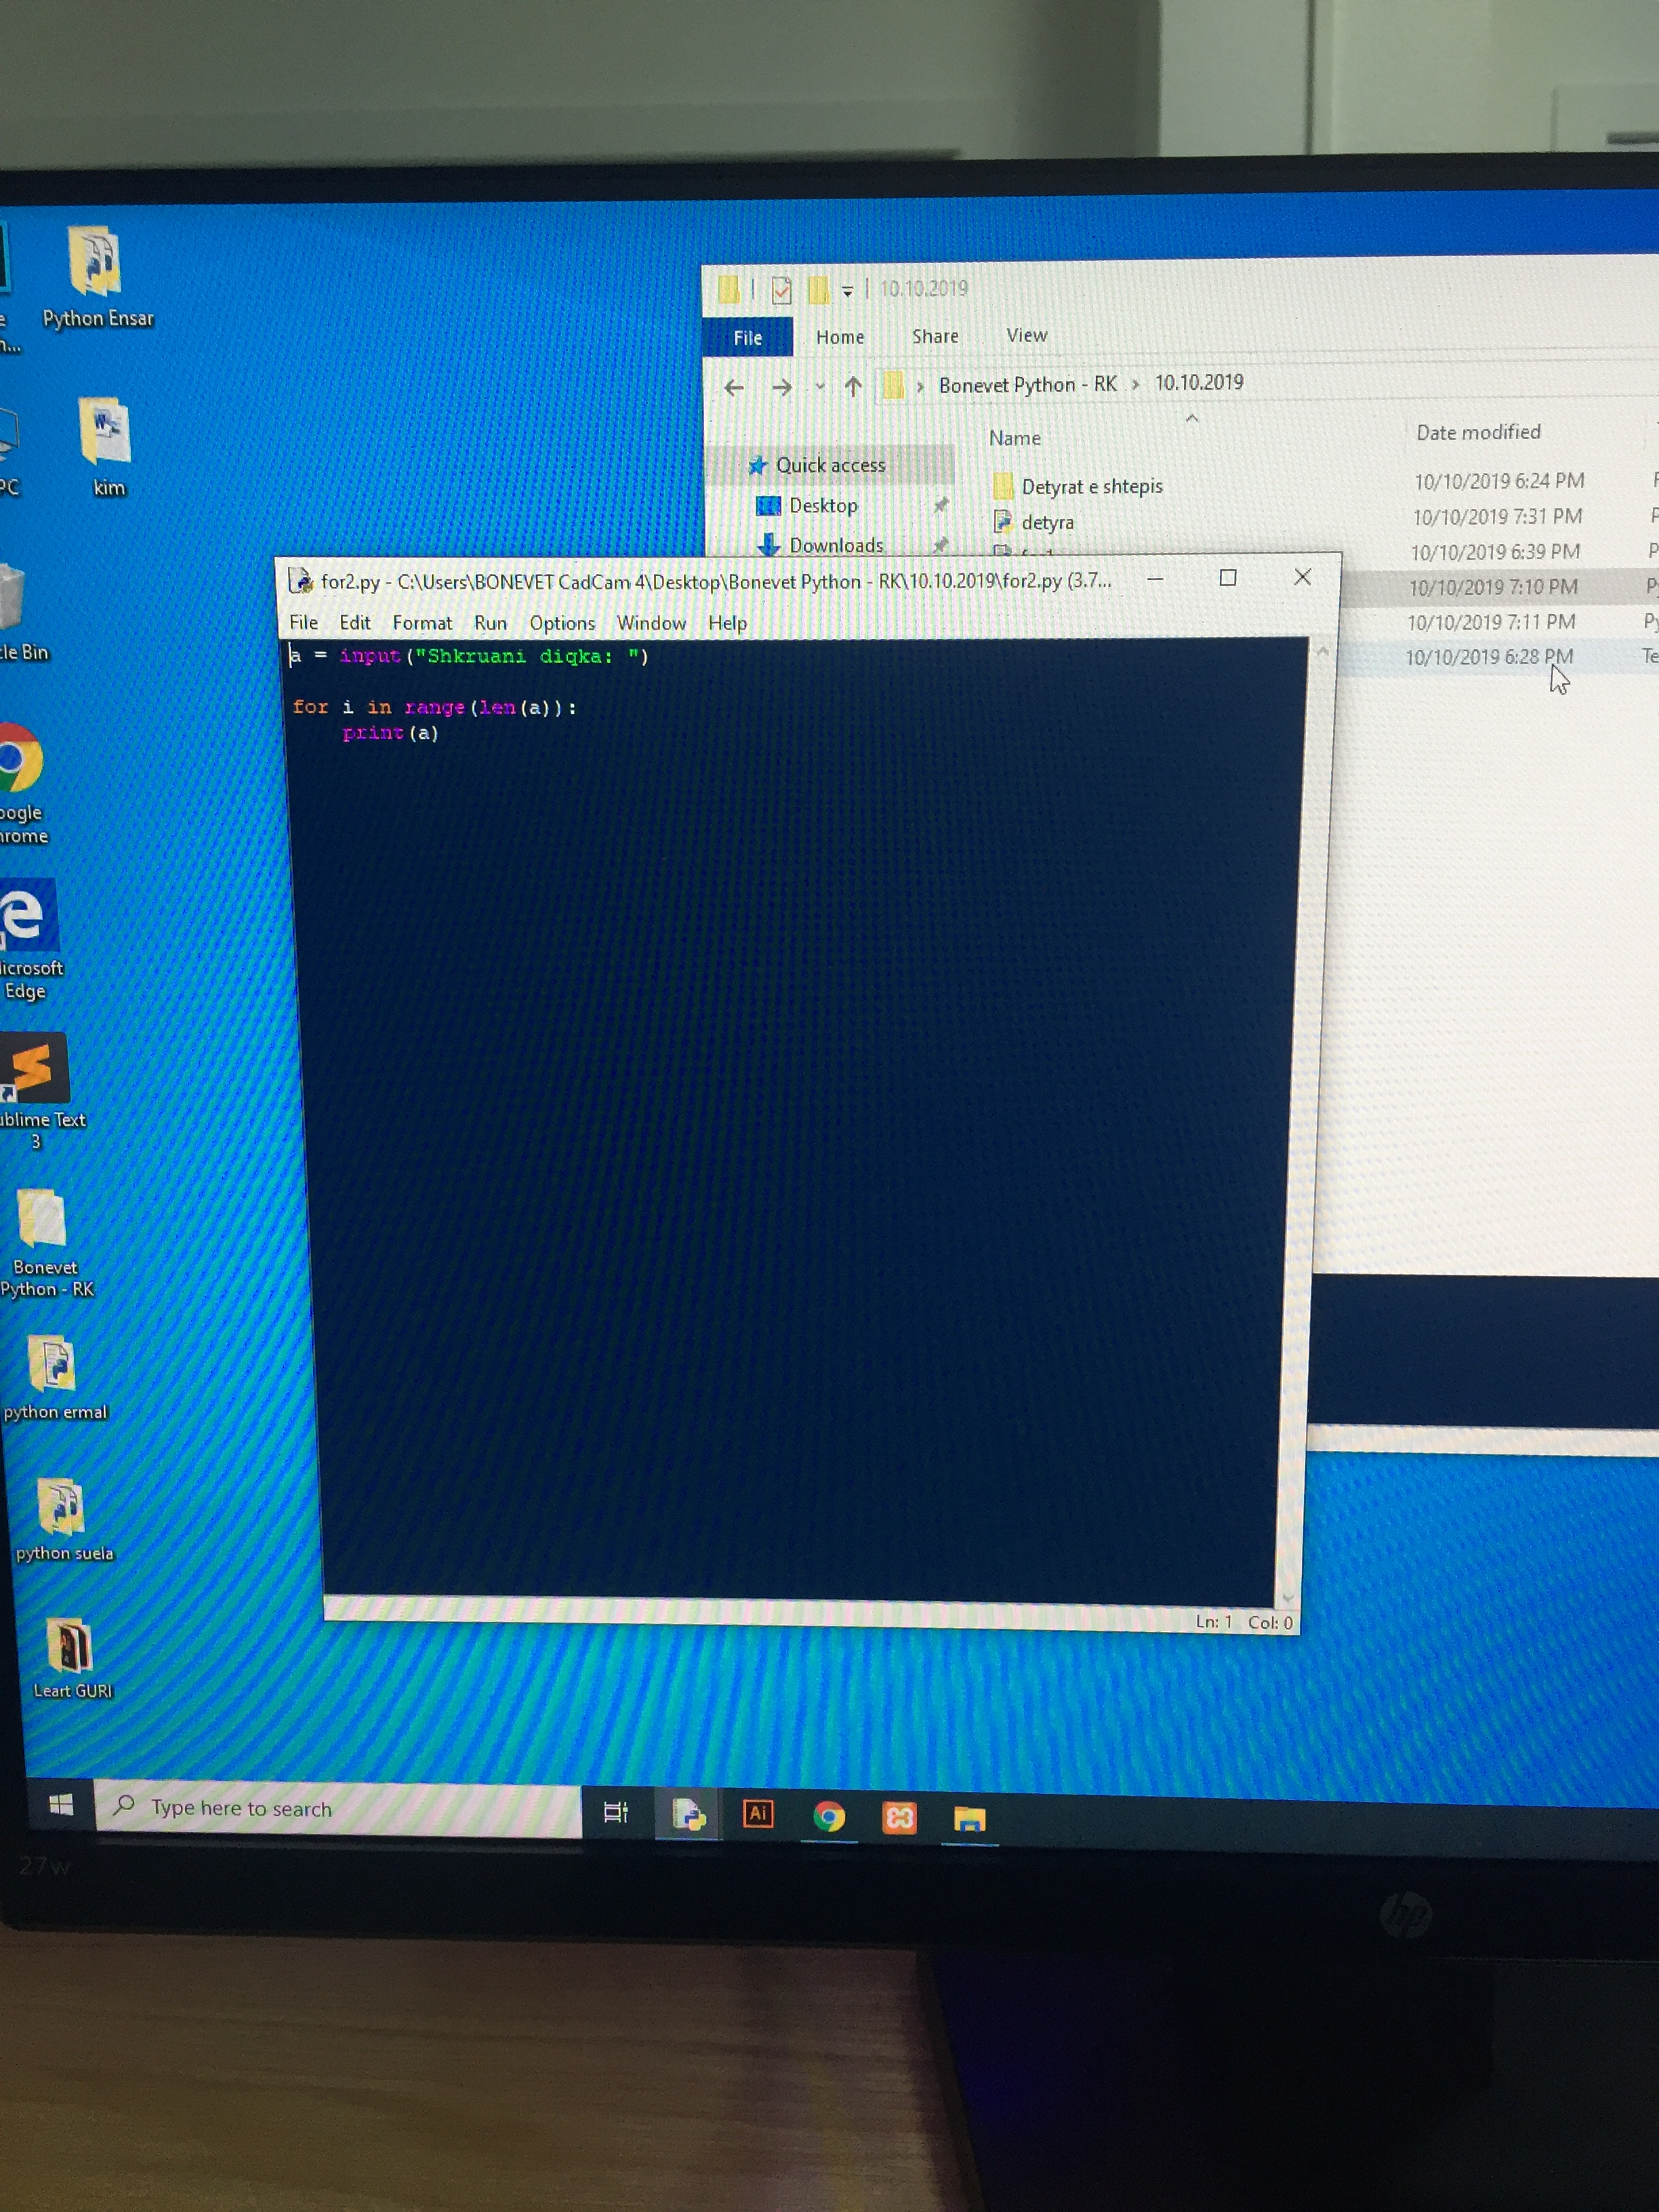 Python Ensar
kim
PC
le Bin
oogle
hrome
icrosoft
Edge
ublime Text
3
Bonevet
Python - RK
python ermal
python suela
Leart GURI
10.10.2019
File Home Share View
Bonevet Python - RK > 10.10.2019
Name Date modified
Quick access
Desktop
Downloads
Detyrat e shtepis 10/10/2019 6:24 PM
detyra 10/10/2019 7:31 PM
10/10/2019 6:39 PM
10/10/2019 7:10 PM
10/10/2019 7:11 PM
10/10/2019 6:28 PM
for2.py - C:\Users\BONEVET CadCam 4\Desktop\Bonevet Python - RK\10.10.2019\for2.py (3.7...
File Edit Format Run Options Window Help
a = input("Shkruani diqka: ")
for i in range(len(a)):
print(a)
Ln: 1 Col: 0
Type here to search
Ai
27w
hp